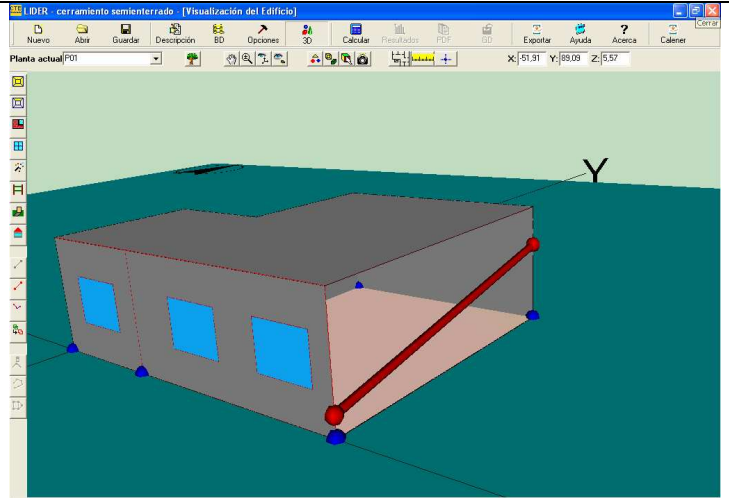 LIDER - cerramiento semienterrado - [Visualización del Edificio]
Cerrar
Nuevo Abrir Guardar Descripción BD Opciones 3D Calcular Resultados PDF GD Exportar Ayuda Acerca Calener
Planta actual P01 X: -51,91 Y: 89,09 Z: 5,57
Y